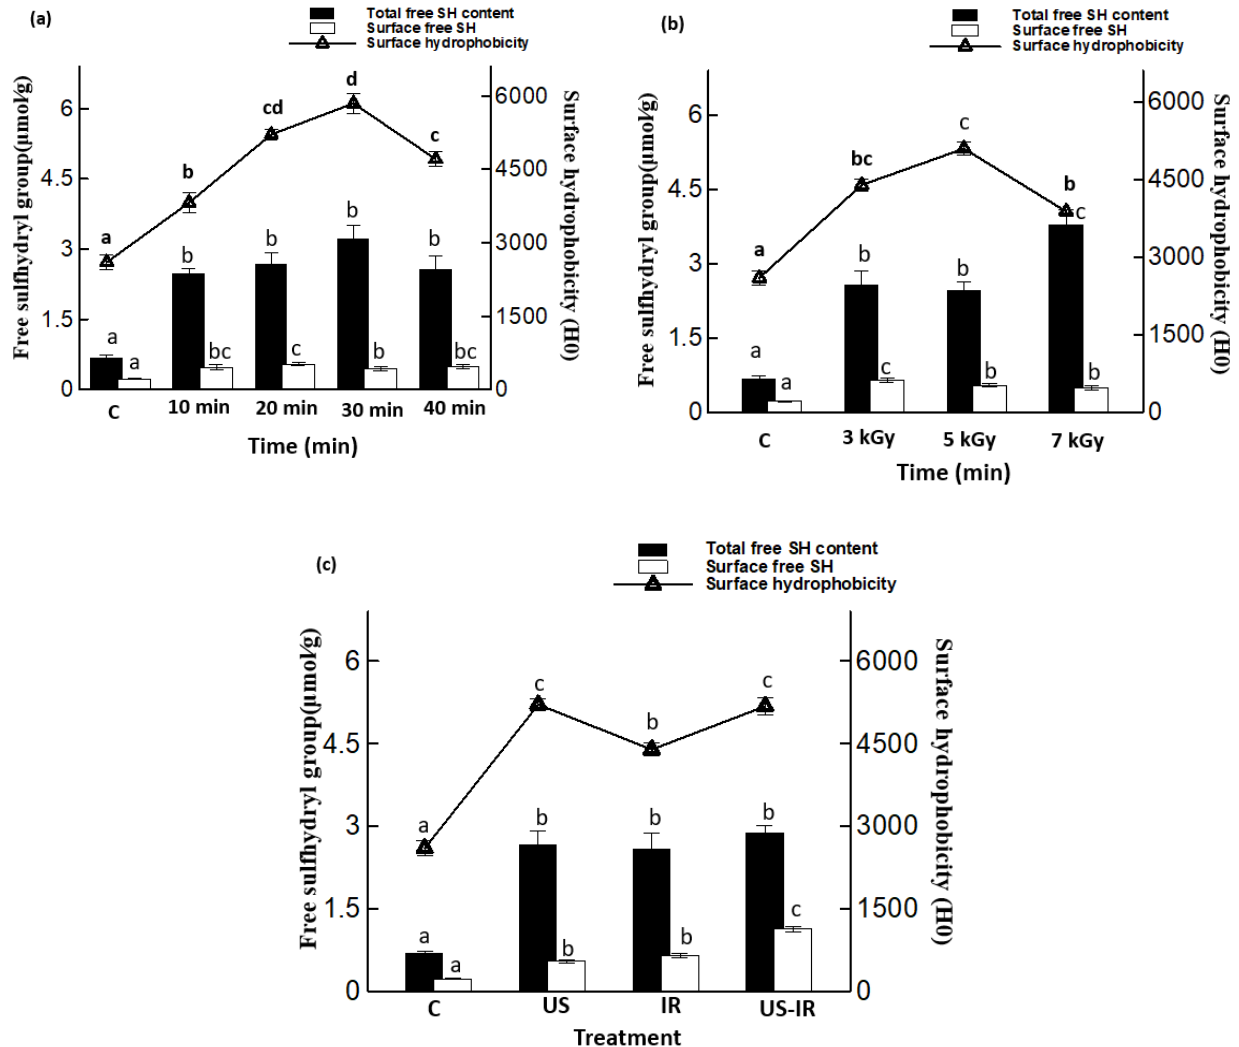 (a)
Total free SH content
Surface free SH
Surface hydrophobicity
Free sulfhydryl group(μmol/g)
Surface hydrophobicity (H0)
6
4.5
3
1.5
0
6000
4500
3000
1500
0
a
b
cd
d
c
a
b
b
b
b
a
bc
c
b
bc
C
10 min
20 min
30 min
40 min
Time (min)
(b)
Total free SH content
Surface free SH
Surface hydrophobicity
Free sulfhydryl group(μmol/g)
Surface hydrophobicity (H0)
6
4.5
3
1.5
0
6000
4500
3000
1500
0
a
bc
c
b
a
b
b
c
a
c
b
b
C
3 kGy
5 kGy
7 kGy
Time (min)
(c)
Total free SH content
Surface free SH
Surface hydrophobicity
Free sulfhydryl group(μmol/g)
Surface hydrophobicity (H0)
6
4.5
3
1.5
0
6000
4500
3000
1500
0
a
c
b
c
a
b
b
b
a
b
b
c
C
US
IR
US-IR
Treatment